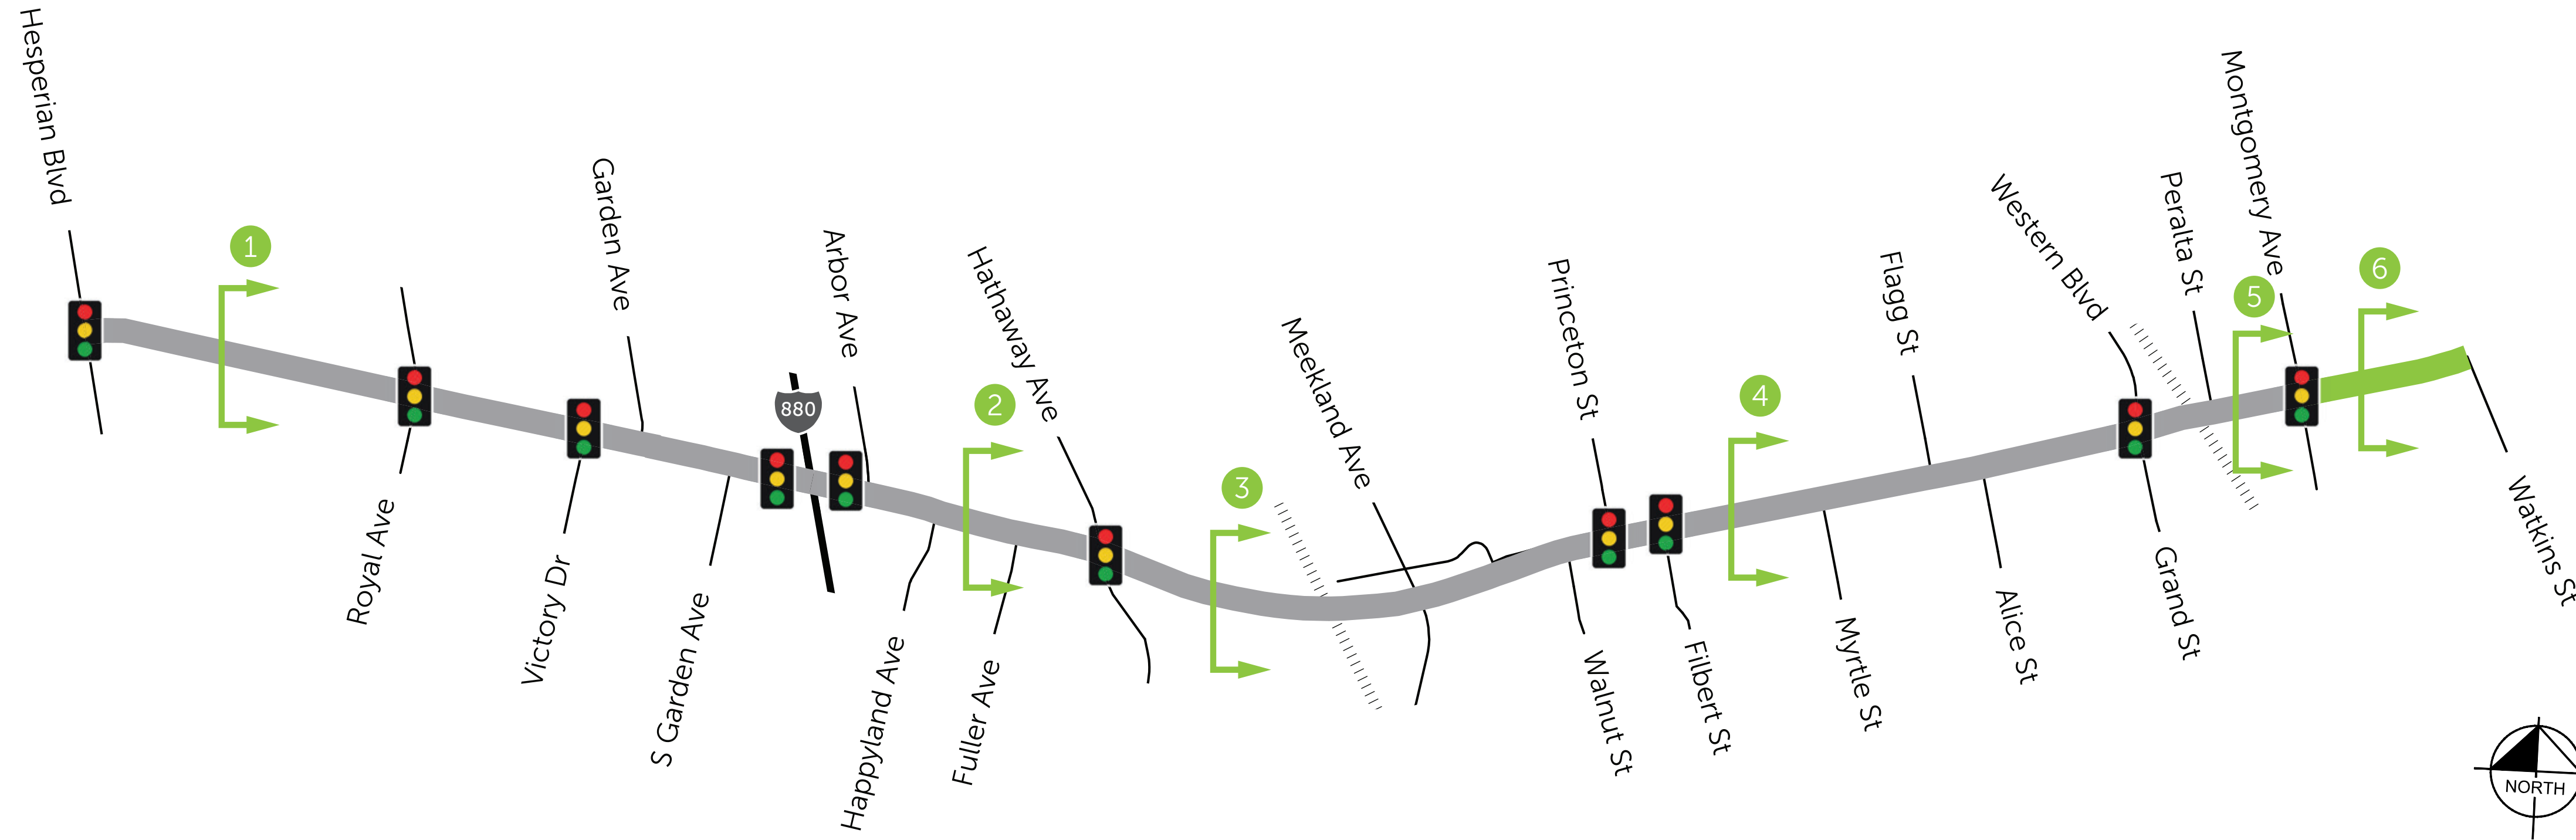 Hesperian Blvd
1
Royal Ave
Victory Dr
Garden Ave
S Garden Ave
880
Arbor Ave
Happyland Ave
2
Fuller Ave
Hathaway Ave
3
Meekland Ave
Princeton St
Walnut St
Filbert St
4
Myrtle St
Flagg St
Alice St
Western Blvd
Grand St
Peralta St
5
Montgomery Ave
6
Watkins St
NORTH